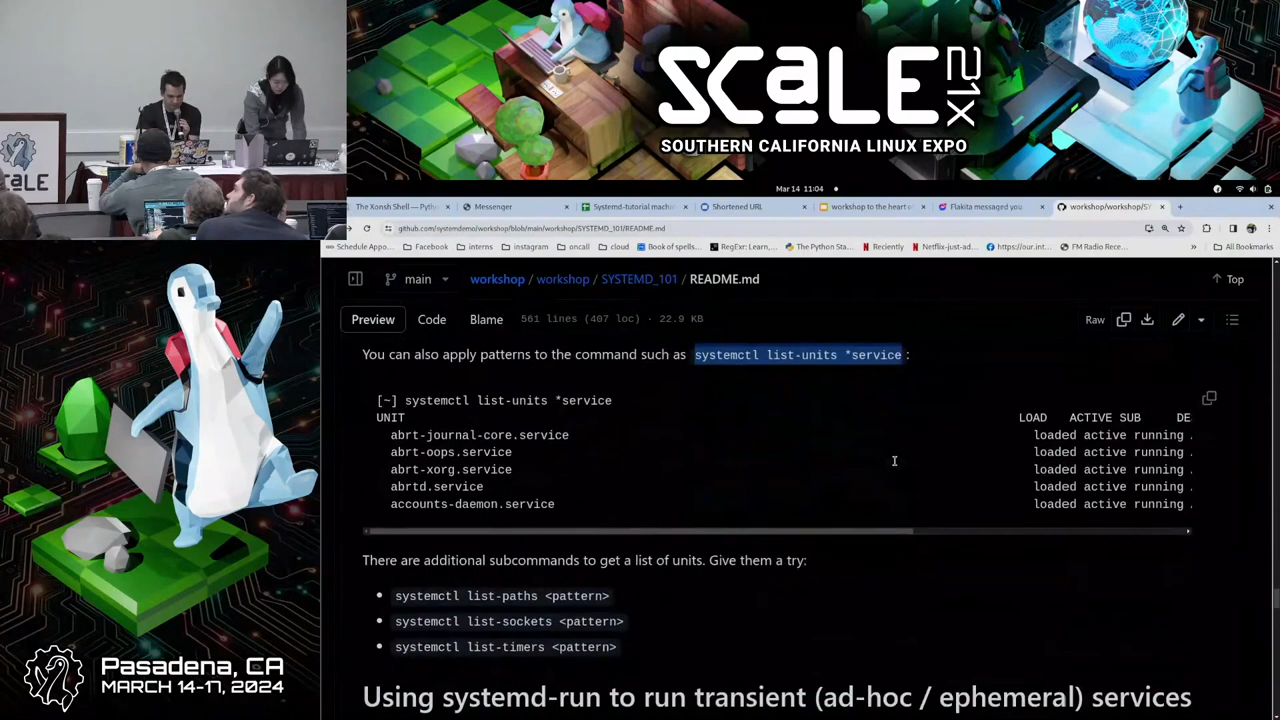 SCaLE 21X
SOUTHERN CALIFORNIA LINUX EXPO
Mar 14 11:04
The Xonsh Shell — Pyth
Messenger
Systemd-tutorial machi
Shortened URL
workshop to the heart o
Flakita messaged you
workshop/workshop/SY
github.com/systemdemo/workshop/blob/main/workshop/SYSTEMD_101/README.md
Schedule Appo...
Facebook
interns
instagram
oncall
cloud
Book of spells...
RegExr: Learn,...
The Python Sta...
Reciently
Netflix-just-ad...
https://our.int...
FM Radio Rece...
» All Bookmarks
main
workshop / workshop / SYSTEMD_101 / README.md
Top
Preview Code Blame 561 lines (407 loc) · 22.9 KB
Raw
You can also apply patterns to the command such as systemctl list-units *service :
[~] systemctl list-units *service
UNIT LOAD ACTIVE SUB DE
abrt-journal-core.service loaded active running .
abrt-oops.service loaded active running .
abrt-xorg.service loaded active running .
abrtd.service loaded active running .
accounts-daemon.service loaded active running .
There are additional subcommands to get a list of units. Give them a try:
• systemctl list-paths <pattern>
• systemctl list-sockets <pattern>
• systemctl list-timers <pattern>
Using systemd-run to run transient (ad-hoc / ephemeral) services
Pasadena, CA
MARCH 14-17, 2024